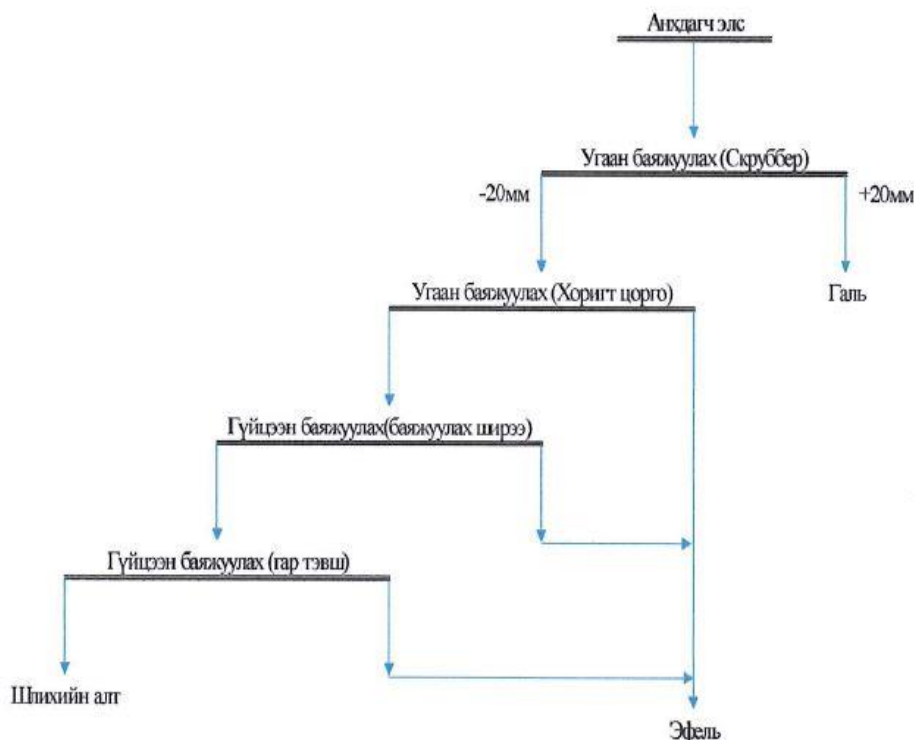 Анхдагч элс
Угаан баяжуулах (Скруббер)
-20мм
+20мм
Угаан баяжуулах (Хоригт цорго)
Галь
Гүйцээн баяжуулах(баяжуулах ширээ)
Гүйцээн баяжуулах (гар тэвш)
Шлихийн алт
Эфель